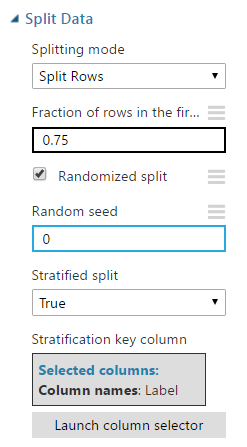 Split Data
Splitting mode
Split Rows
Fraction of rows in the fir...
0.75
Randomized split
Random seed
0
Stratified split
True
Stratification key column
Selected columns:
Column names: Label
Launch column selector